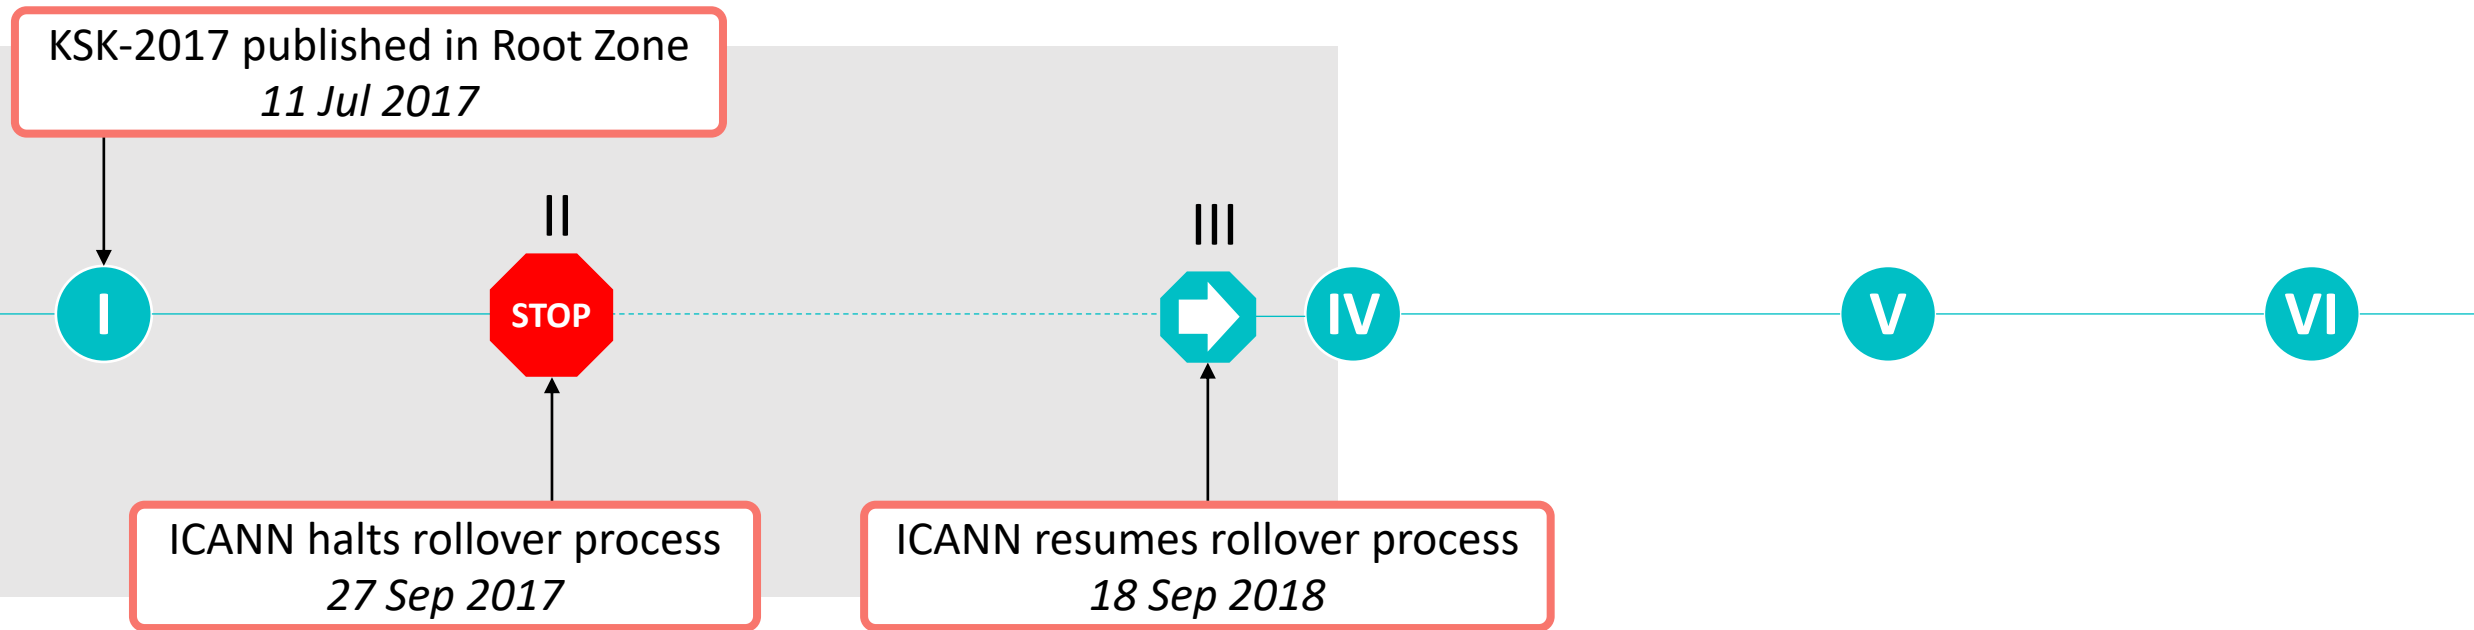 KSK-2017 published in Root Zone
11 Jul 2017
II
III
I
STOP
IV
V
VI
ICANN halts rollover process
27 Sep 2017
ICANN resumes rollover process
18 Sep 2018